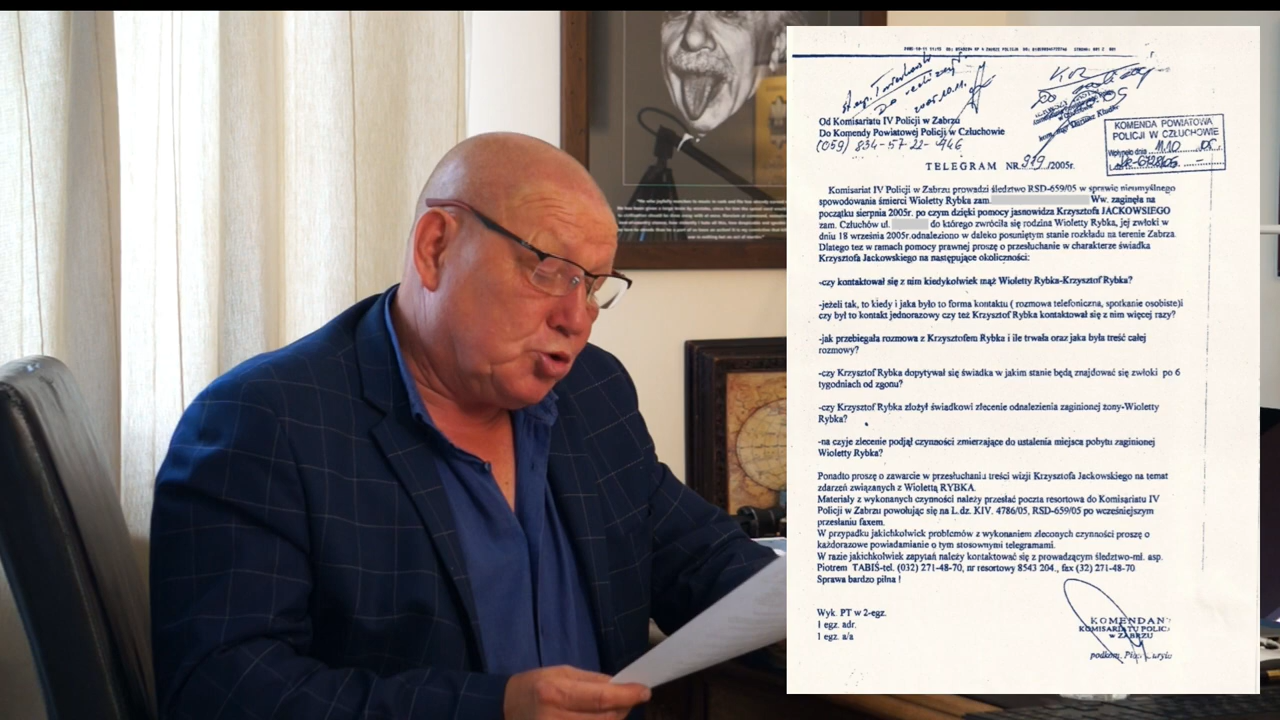 Od Komisariatu IV Policji w Zabrzu
Do Komendy Powiatowej Policji w Człuchowie
(059) 834-57-22- 946
KOMENDA POWIATOWA
POLICJI W CZŁUCHOWIE
Wpłynęło dnia 11.10 05r.
TELEGRAM NR. 979 /2005r.
Komisariat IV Policji w Zabrzu prowadzi śledztwo RSD-659/05 w sprawie nieumyślnego
spowodowania śmierci Wioletty Rybka zam. Ww. zaginęła na
początku sierpnia 2005r. po czym dzięki pomocy jasnowidza Krzysztofa JACKOWSIEGO
zam. Człuchów ul. do którego zwróciła się rodzina Wioletty Rybka, jej zwłoki w
dniu 18 września 2005r.odnaleziono w daleko posuniętym stanie rozkładu na terenie Zabrza.
Dlatego tez w ramach pomocy prawnej proszę o przesłuchanie w charakterze świadka
Krzysztofa Jackowskiego na następujące okoliczności:
-czy kontaktował się z nim kiedykolwiek mąż Wioletty Rybka-Krzysztof Rybka?
-jeżeli tak, to kiedy i jaka było to forma kontaktu ( rozmowa telefoniczna, spotkanie osobiste)i
czy był to kontakt jednorazowy czy też Krzysztof Rybka kontaktował się z nim więcej razy?
-jak przebiegała rozmowa z Krzysztofem Rybka i ile trwała oraz jaka była treść całej
rozmowy?
-czy Krzysztof Rybka dopytywał się świadka w jakim stanie będą znajdować się zwłoki po 6
tygodniach od zgonu?
-czy Krzysztof Rybka złożył świadkowi zlecenie odnalezienia zaginionej żony-Wioletty
Rybka?
-na czyje zlecenie podjął czynności zmierzające do ustalenia miejsca pobytu zaginionej
Wioletty Rybka?
Ponadto proszę o zawarcie w przesłuchaniu treści wizji Krzysztofa Jackowskiego na temat
zdarzeń związanych z Wiolettą RYBKA.
Materiały z wykonanych czynności należy przesłać poczta resortowa do Komisariatu IV
Policji w Zabrzu powołując się na L.dz. KIV. 4786/05, RSD-659/05 po wcześniejszym
przesłaniu faxem.
W przypadku jakichkolwiek problemów z wykonaniem zleconych czynności proszę o
każdorazowe powiadamianie o tym stosownymi telegramami.
W razie jakichkolwiek zapytań należy kontaktować się z prowadzącym śledztwo-mł. asp.
Piotrem TABIŚ-tel. (032) 271-48-70, nr resortowy 8543 204., fax (32) 271-48-70
Sprawa bardzo pilna !
Wyk. PT w 2-egz.
1 egz. adr.
1 egz. a/a
KOMENDANT
KOMISARIATU POLICJI
w ZABRZU
podkom.